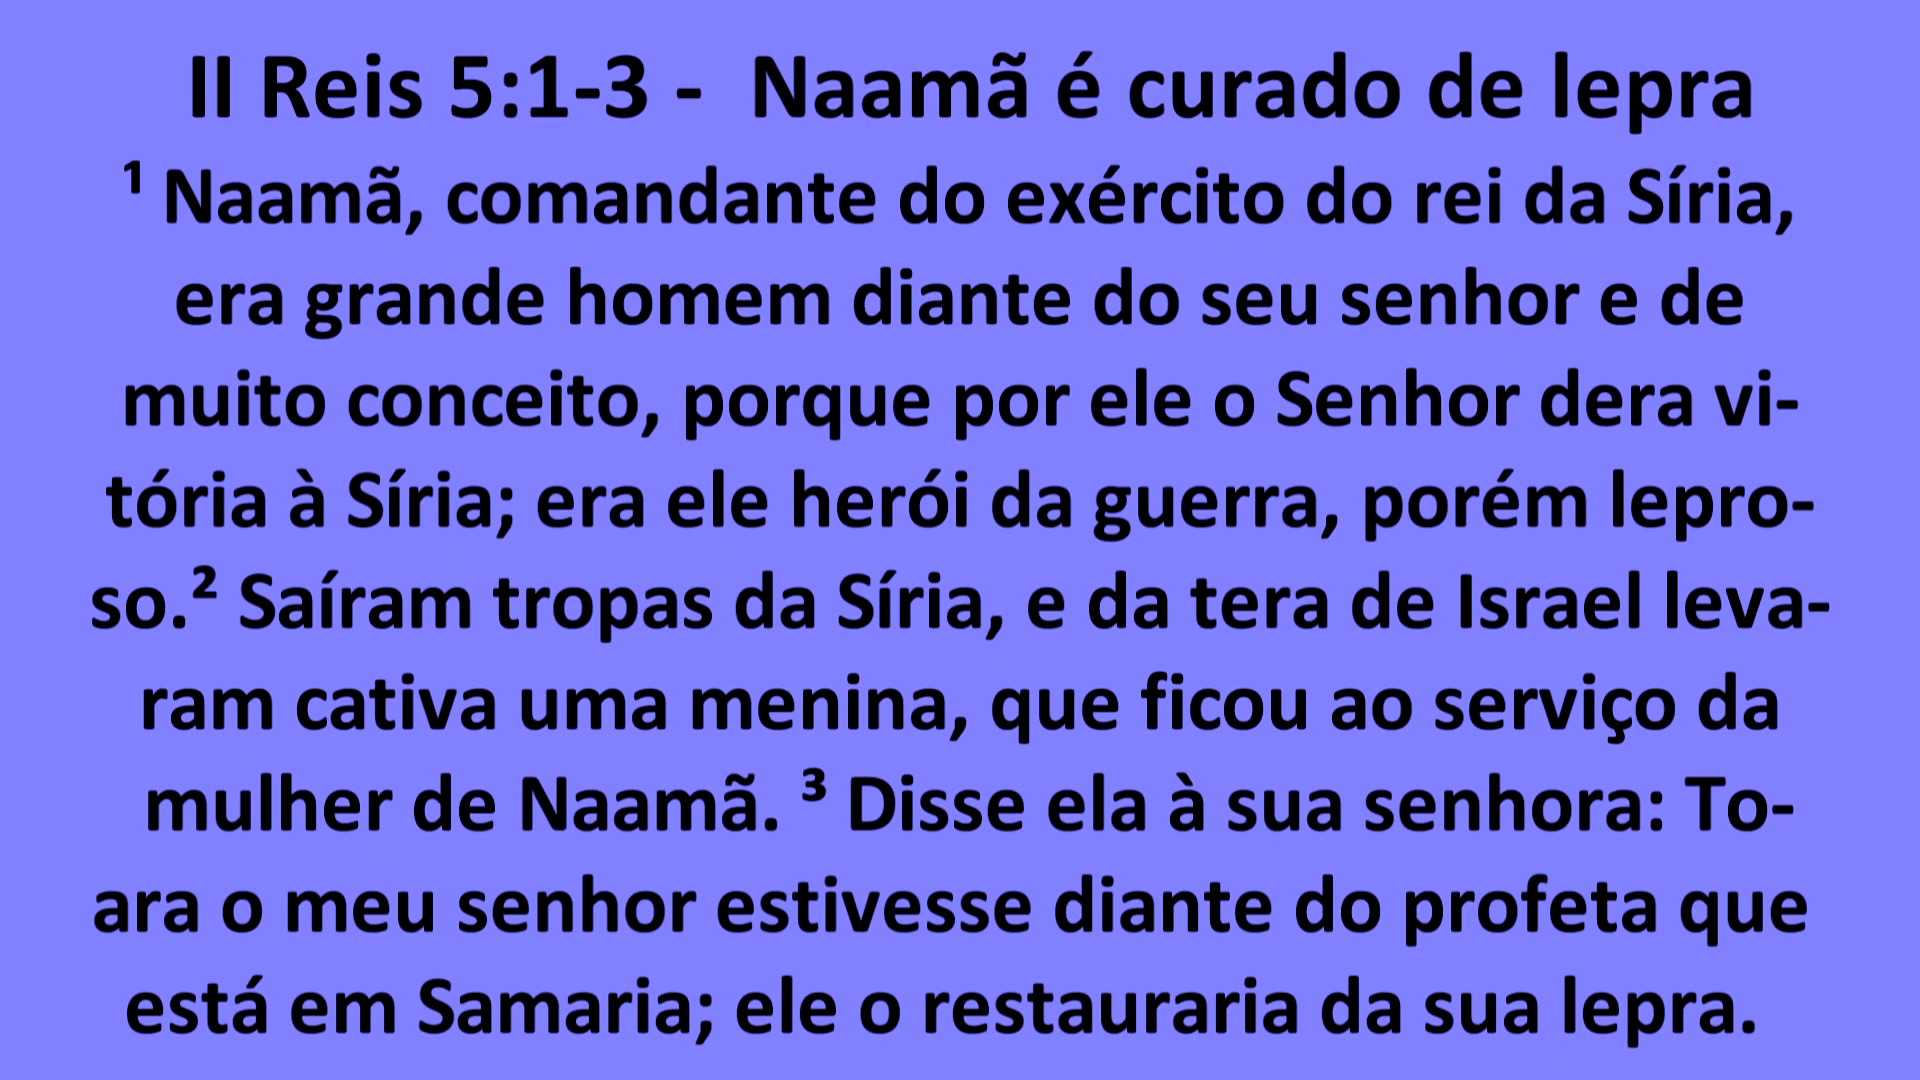 II Reis 5:1-3 -  Naamã é curado de lepra
¹ Naamã, comandante do exército do rei da Síria,
era grande homem diante do seu senhor e de
muito conceito, porque por ele o Senhor dera vi-
tória à Síria; era ele herói da guerra, porém lepro-
so.² Saíram tropas da Síria, e da tera de Israel leva-
ram cativa uma menina, que ficou ao serviço da
mulher de Naamã. ³ Disse ela à sua senhora: To-
ara o meu senhor estivesse diante do profeta que
está em Samaria; ele o restauraria da sua lepra.